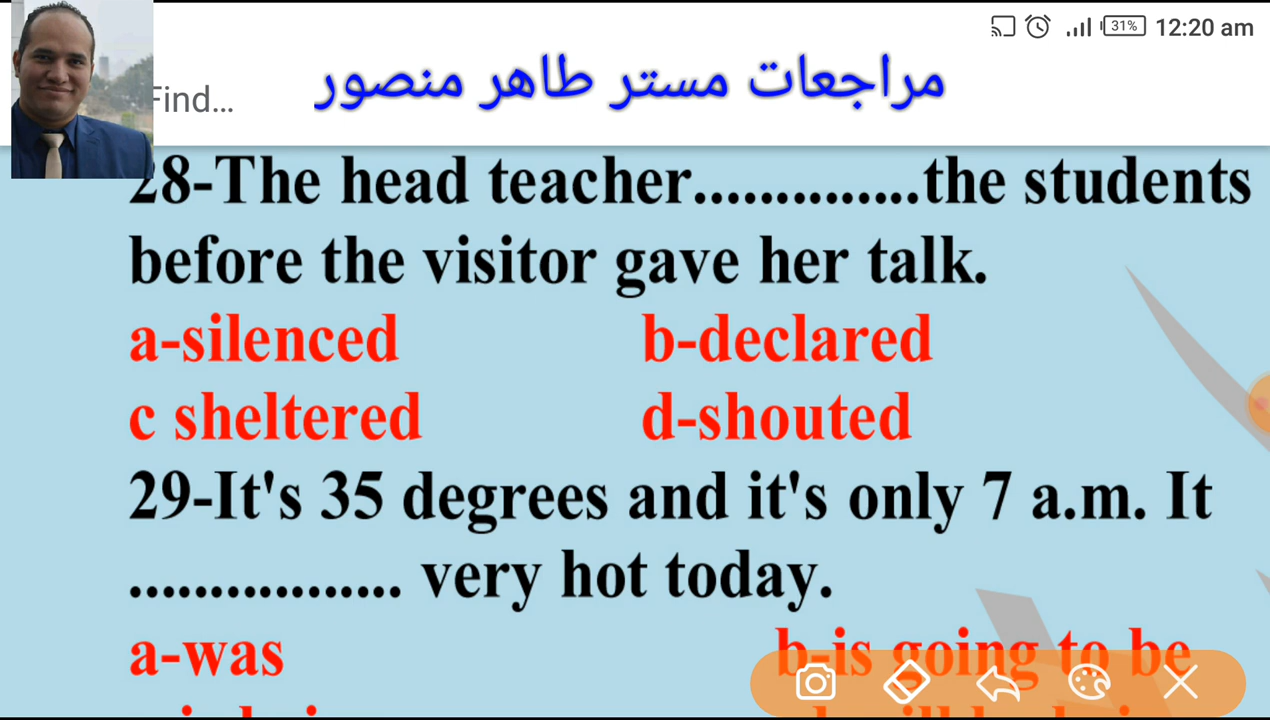 31% 12:20 am
Find...
مراجعات مستر طاهر منصور
28-The head teacher..............the students
before the visitor gave her talk.
a-silenced b-declared
c sheltered d-shouted
29-It's 35 degrees and it's only 7 a.m. It
................. very hot today.
a-was b-is going to be